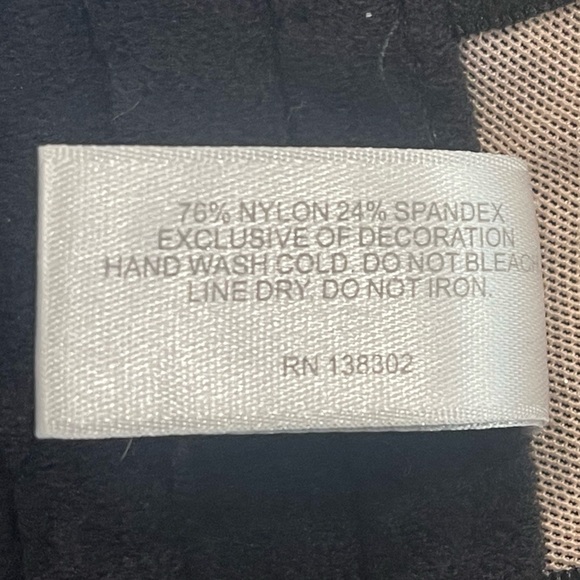 76% NYLON 24% SPANDEX
EXCLUSIVE OF DECORATION
HAND WASH COLD. DO NOT BLEACH
LINE DRY. DO NOT IRON.
RN 138302